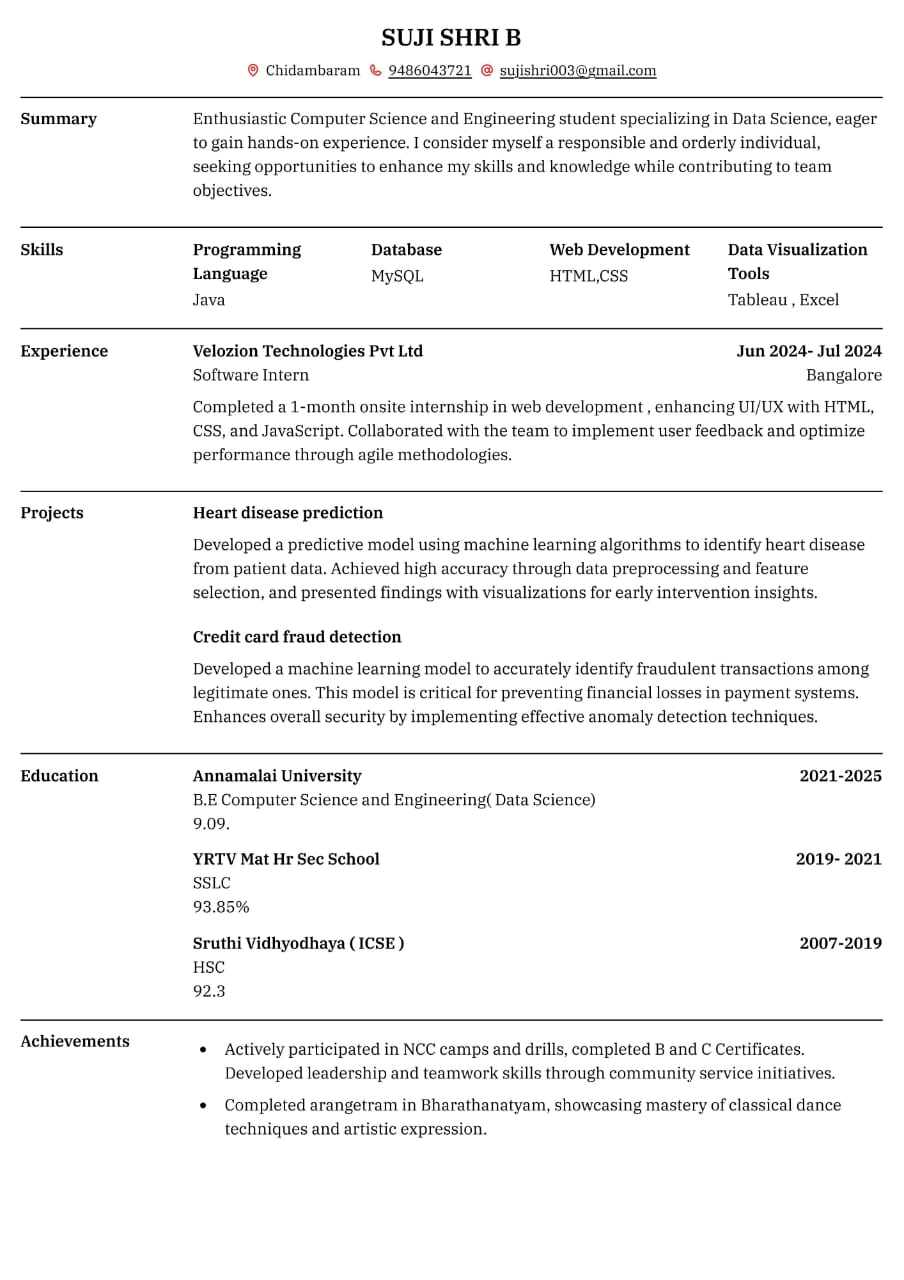 SUJI SHRI B
Chidambaram 9486043721 sujishri003@gmail.com
Summary
Enthusiastic Computer Science and Engineering student specializing in Data Science, eager
to gain hands-on experience. I consider myself a responsible and orderly individual,
seeking opportunities to enhance my skills and knowledge while contributing to team
objectives.
Skills
Programming
Language
Java
Database
MySQL
Web Development
HTML,CSS
Data Visualization
Tools
Tableau , Excel
Experience
Velozion Technologies Pvt Ltd Jun 2024- Jul 2024
Software Intern Bangalore
Completed a 1-month onsite internship in web development , enhancing UI/UX with HTML,
CSS, and JavaScript. Collaborated with the team to implement user feedback and optimize
performance through agile methodologies.
Projects
Heart disease prediction
Developed a predictive model using machine learning algorithms to identify heart disease
from patient data. Achieved high accuracy through data preprocessing and feature
selection, and presented findings with visualizations for early intervention insights.
Credit card fraud detection
Developed a machine learning model to accurately identify fraudulent transactions among
legitimate ones. This model is critical for preventing financial losses in payment systems.
Enhances overall security by implementing effective anomaly detection techniques.
Education
Annamalai University 2021-2025
B.E Computer Science and Engineering( Data Science)
9.09.
YRTV Mat Hr Sec School 2019- 2021
SSLC
93.85%
Sruthi Vidhyodhaya ( ICSE ) 2007-2019
HSC
92.3
Achievements
• Actively participated in NCC camps and drills, completed B and C Certificates.
Developed leadership and teamwork skills through community service initiatives.
• Completed arangetram in Bharathanatyam, showcasing mastery of classical dance
techniques and artistic expression.